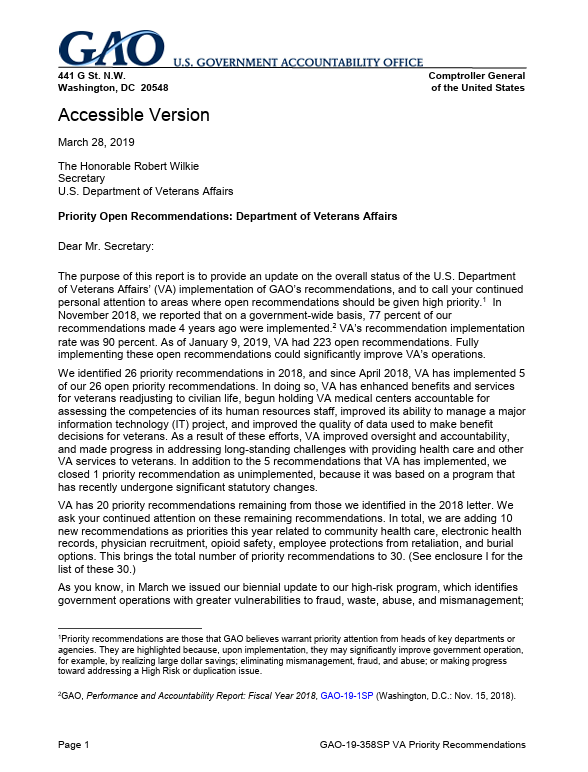 GAO
U.S. GOVERNMENT ACCOUNTABILITY OFFICE
441 G St. N.W.
Washington, DC  20548
Comptroller General
of the United States
Accessible Version
March 28, 2019
The Honorable Robert Wilkie
Secretary
U.S. Department of Veterans Affairs
Priority Open Recommendations: Department of Veterans Affairs
Dear Mr. Secretary:
The purpose of this report is to provide an update on the overall status of the U.S. Department
of Veterans Affairs’ (VA) implementation of GAO’s recommendations, and to call your continued
personal attention to areas where open recommendations should be given high priority.¹  In
November 2018, we reported that on a government-wide basis, 77 percent of our
recommendations made 4 years ago were implemented.² VA’s recommendation implementation
rate was 90 percent. As of January 9, 2019, VA had 223 open recommendations. Fully
implementing these open recommendations could significantly improve VA’s operations.
We identified 26 priority recommendations in 2018, and since April 2018, VA has implemented 5
of our 26 open priority recommendations. In doing so, VA has enhanced benefits and services
for veterans readjusting to civilian life, begun holding VA medical centers accountable for
assessing the competencies of its human resources staff, improved its ability to manage a major
information technology (IT) project, and improved the quality of data used to make benefit
decisions for veterans. As a result of these efforts, VA improved oversight and accountability,
and made progress in addressing long-standing challenges with providing health care and other
VA services to veterans. In addition to the 5 recommendations that VA has implemented, we
closed 1 priority recommendation as unimplemented, because it was based on a program that
has recently undergone significant statutory changes.
VA has 20 priority recommendations remaining from those we identified in the 2018 letter. We
ask your continued attention on these remaining recommendations. In total, we are adding 10
new recommendations as priorities this year related to community health care, electronic health
records, physician recruitment, opioid safety, employee protections from retaliation, and burial
options. This brings the total number of priority recommendations to 30. (See enclosure I for the
list of these 30.)
As you know, in March we issued our biennial update to our high-risk program, which identifies
government operations with greater vulnerabilities to fraud, waste, abuse, and mismanagement;
¹Priority recommendations are those that GAO believes warrant priority attention from heads of key departments or
agencies. They are highlighted because, upon implementation, they may significantly improve government operation,
for example, by realizing large dollar savings; eliminating mismanagement, fraud, and abuse; or making progress
toward addressing a High Risk or duplication issue.
²GAO, Performance and Accountability Report: Fiscal Year 2018, GAO-19-1SP (Washington, D.C.: Nov. 15, 2018).
Page 1
GAO-19-358SP VA Priority Recommendations